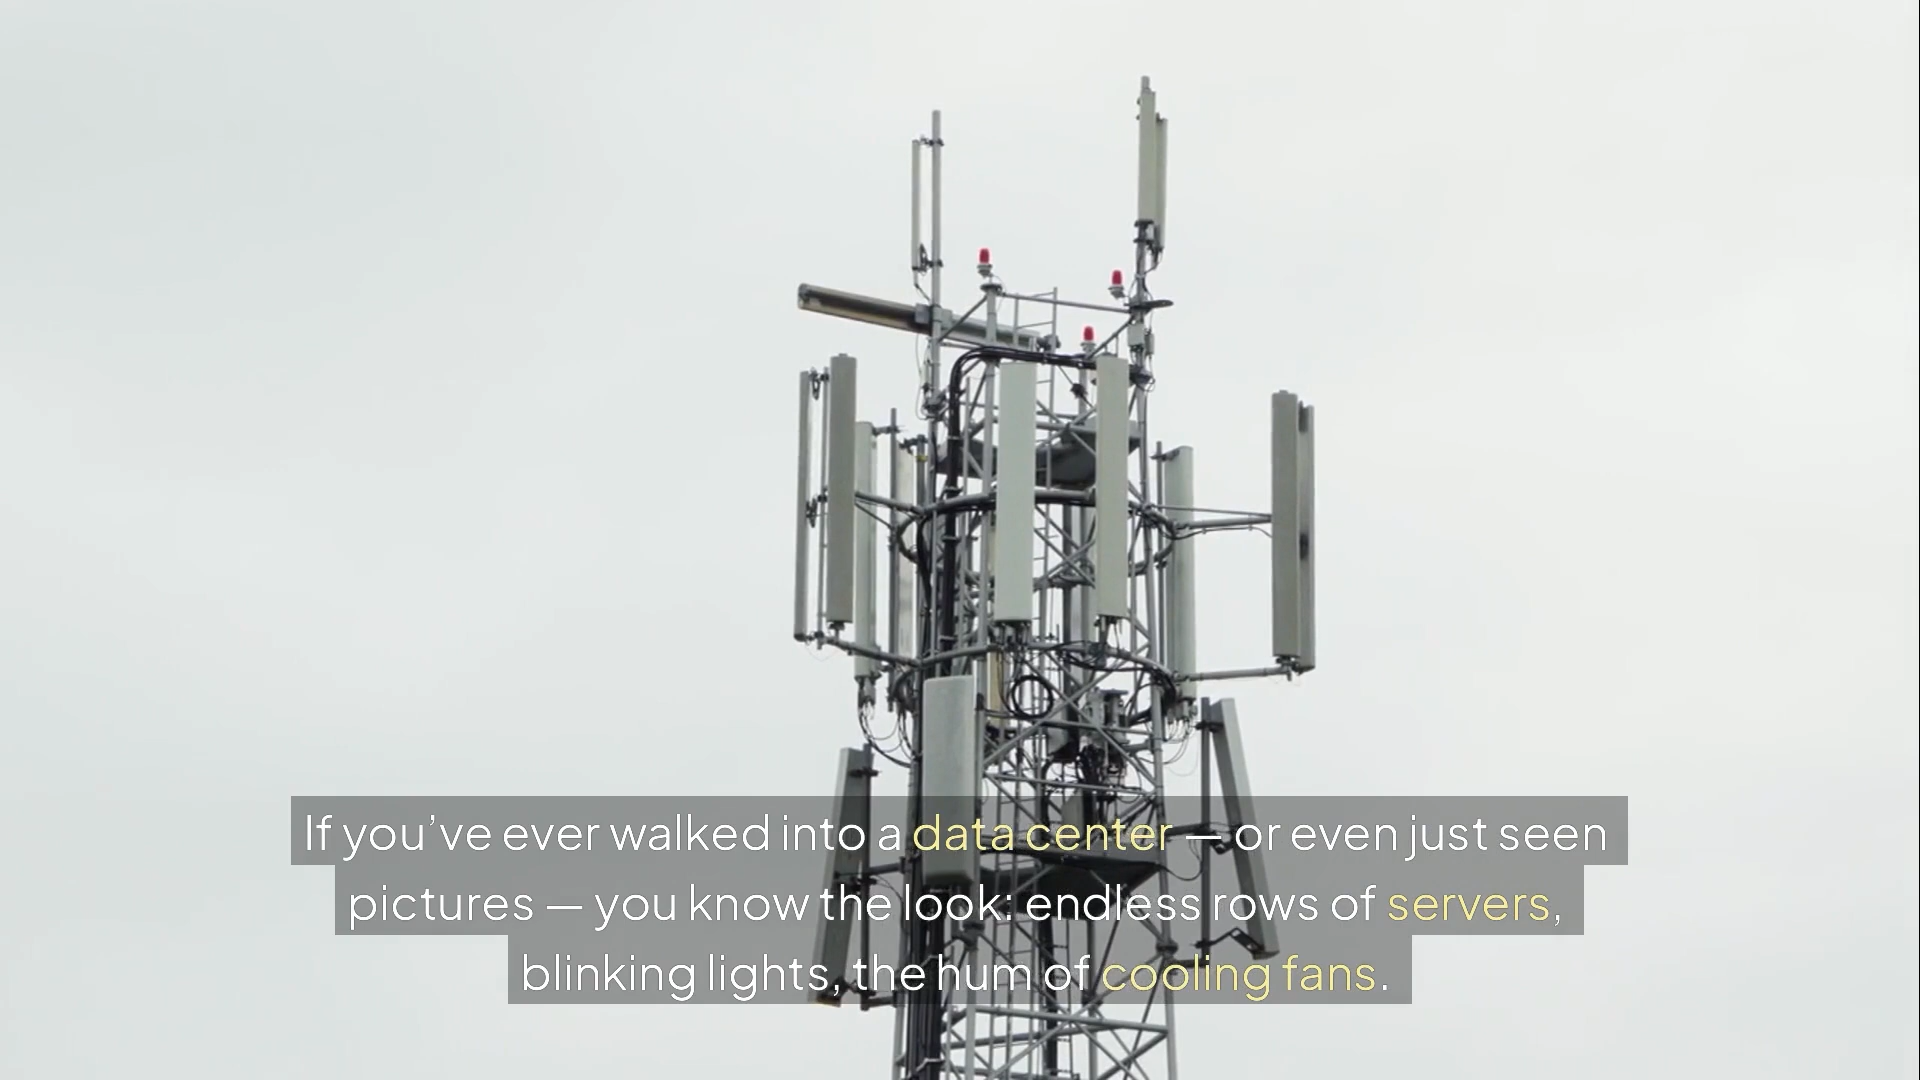 If you’ve ever walked into a data center — or even just seen
pictures — you know the look: endless rows of servers,
blinking lights, the hum of cooling fans.